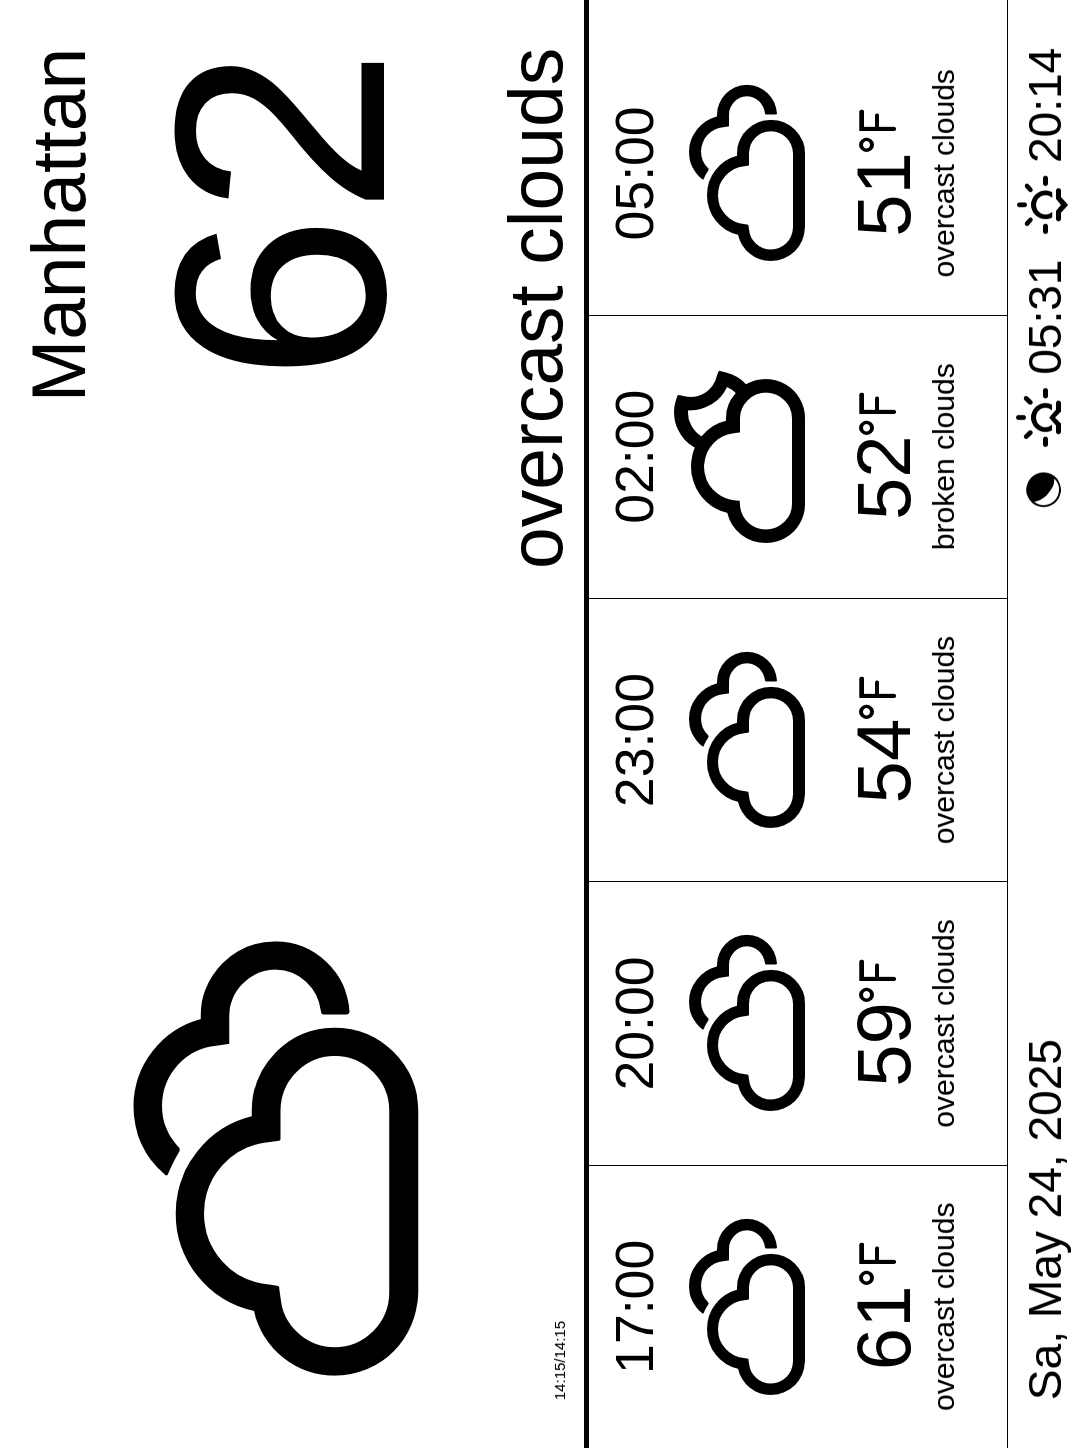 Manhattan
62
overcast clouds
14:15/14:15
17:00 20:00 23:00 02:00 05:00
61°F 59°F 54°F 52°F 51°F
overcast clouds overcast clouds overcast clouds broken clouds overcast clouds
Sa, May 24, 2025 05:31 20:14